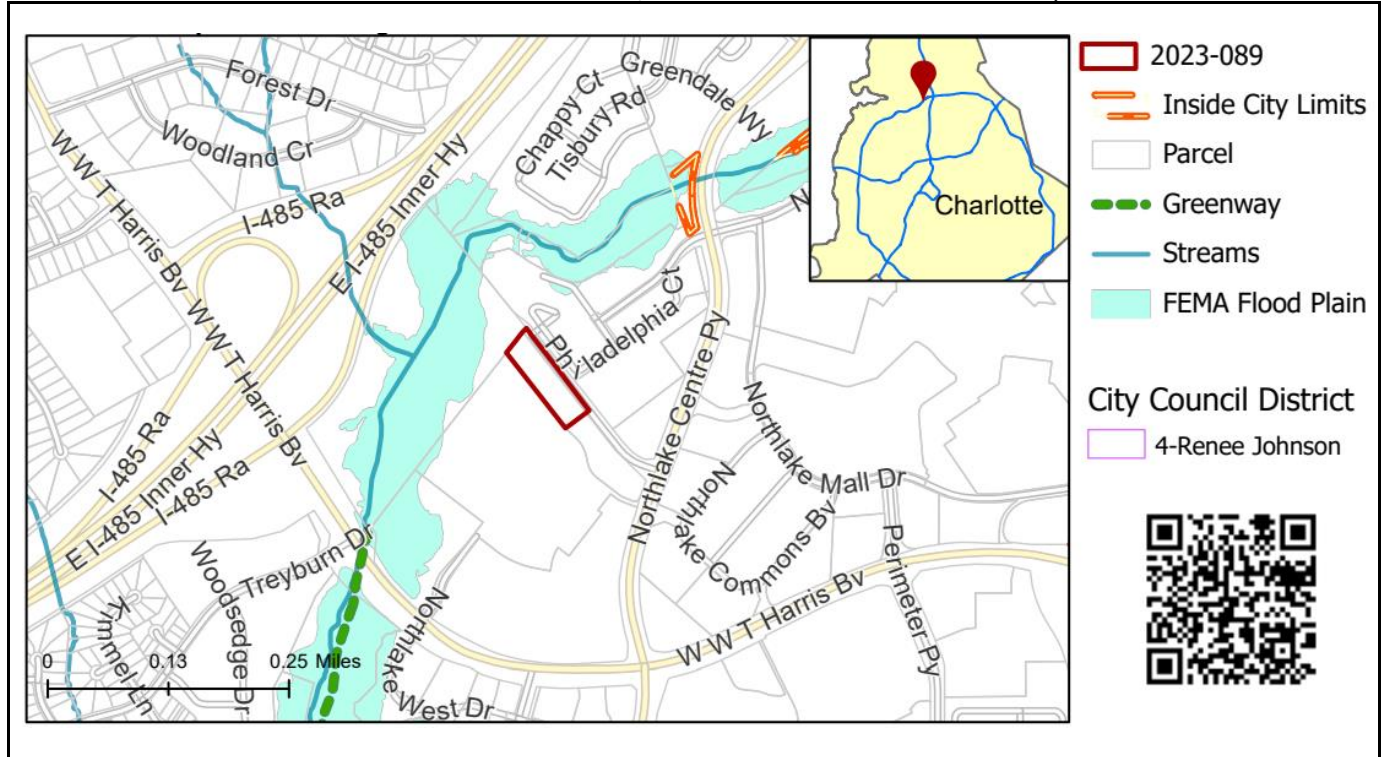 Forest Dr
Woodland Cr
W W T Harris Bv
W W T Harris Bv
I-485 Ra
E I-485 Inner Hy
Chappy Ct
Tisbury Rd
Greendale Wy
N
Charlotte
Philadelphia Ct
Ph
Northlake Centre Py
Northlake Mall Dr
Northlake Commons Bv
Perimeter Py
W W T Harris Bv
I-485 Ra
E I-485 Inner Hy
I-485 Ra
Treyburn Dr
Woodsedge Dr
Kimmel Ln
Northlake West Dr
0 0.13 0.25 Miles
2023-089
Inside City Limits
Parcel
Greenway
Streams
FEMA Flood Plain
City Council District
4-Renee Johnson